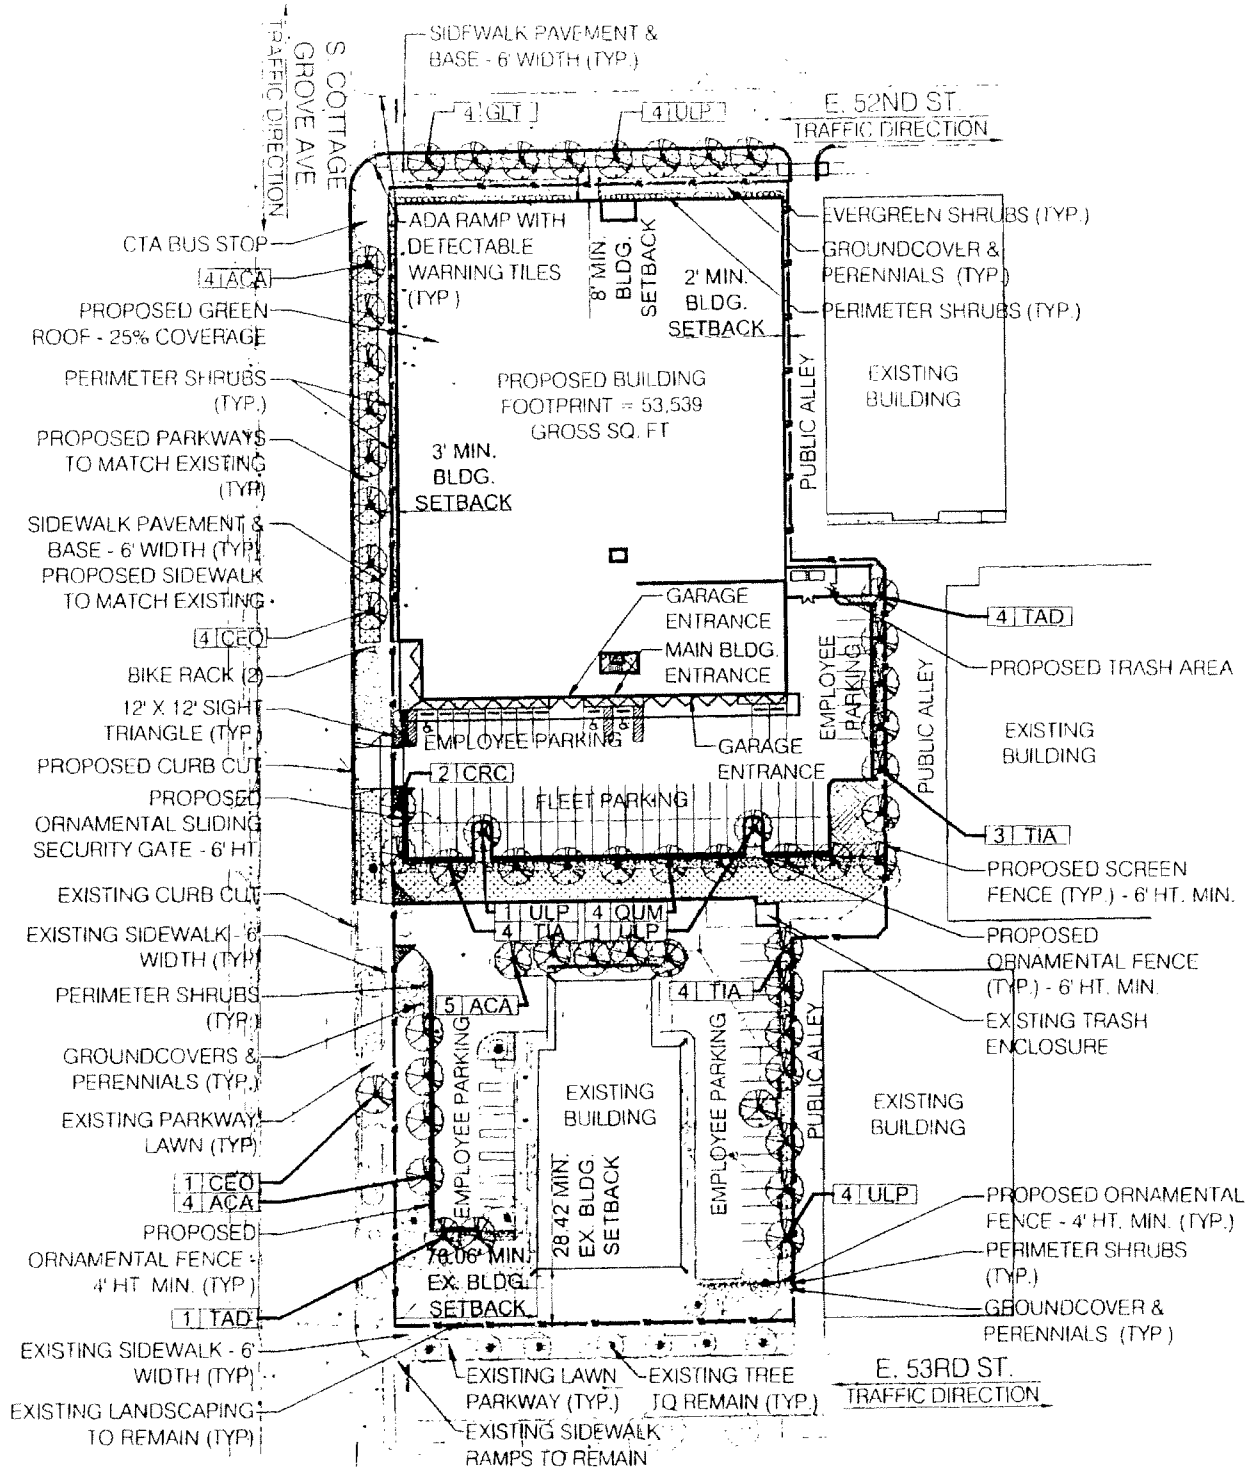 SIDEWALK PAVEMENT &
BASE - 6' WIDTH (TYP.)
S. COTTAGE
GROVE AVE.
TRAFFIC DIRECTION
4 GLT
4 ULP
E. 52ND ST.
TRAFFIC DIRECTION
CTA BUS STOP
4 ACA
PROPOSED GREEN
ROOF - 25% COVERAGE
PERIMETER SHRUBS
(TYP.)
PROPOSED PARKWAYS
TO MATCH EXISTING
(TYP)
SIDEWALK PAVEMENT &
BASE - 6' WIDTH (TYP)
PROPOSED SIDEWALK
TO MATCH EXISTING
4 CEO
BIKE RACK (2)
12' X 12' SIGHT
TRIANGLE (TYP.)
PROPOSED CURB CUT
PROPOSED
ORNAMENTAL SLIDING
SECURITY GATE - 6' HT
EXISTING CURB CUT
EXISTING SIDEWALK - 6'
WIDTH (TYP)
PERIMETER SHRUBS
(TYP.)
GROUNDCOVERS &
PERENNIALS (TYP.)
EXISTING PARKWAY
LAWN (TYP)
1 CEO
4 ACA
PROPOSED
ORNAMENTAL FENCE -
4' HT. MIN. (TYP.)
1 TAD
EXISTING SIDEWALK - 6'
WIDTH (TYP)
EXISTING LANDSCAPING
TO REMAIN (TYP)
ADA RAMP WITH
DETECTABLE
WARNING TILES
(TYP.)
8' MIN.
BLDG.
SETBACK
2' MIN.
BLDG.
SETBACK
PROPOSED BUILDING
FOOTPRINT = 53,539
GROSS SQ. FT
3' MIN.
BLDG.
SETBACK
GARAGE
ENTRANCE
MAIN BLDG.
ENTRANCE
EMPLOYEE PARKING
GARAGE
ENTRANCE
2 CRC
FLEET PARKING
EMPLOYEE
PARKING
1 ULP
4 TIA
4 QUM
1 ULP
5 ACA
4 TIA
EMPLOYEE PARKING
EXISTING
BUILDING
EMPLOYEE PARKING
28.42 MIN.
EX. BLDG.
SETBACK
78.06' MIN.
EX. BLDG.
SETBACK
EXISTING LAWN
PARKWAY (TYP.)
EXISTING TREE
TO REMAIN (TYP.)
EXISTING SIDEWALK
RAMPS TO REMAIN
EVERGREEN SHRUBS (TYP.)
GROUNDCOVER &
PERENNIALS (TYP.)
PERIMETER SHRUBS (TYP.)
PUBLIC ALLEY
EXISTING
BUILDING
4 TAD
PROPOSED TRASH AREA
PUBLIC ALLEY
EXISTING
BUILDING
3 TIA
PROPOSED SCREEN
FENCE (TYP.) - 6' HT. MIN.
PROPOSED
ORNAMENTAL FENCE
(TYP.) - 6' HT. MIN.
EXISTING TRASH
ENCLOSURE
PUBLIC ALLEY
EXISTING
BUILDING
4 ULP
PROPOSED ORNAMENTAL
FENCE - 4' HT. MIN. (TYP.)
PERIMETER SHRUBS
(TYP.)
GROUNDCOVER &
PERENNIALS (TYP.)
E. 53RD ST.
TRAFFIC DIRECTION